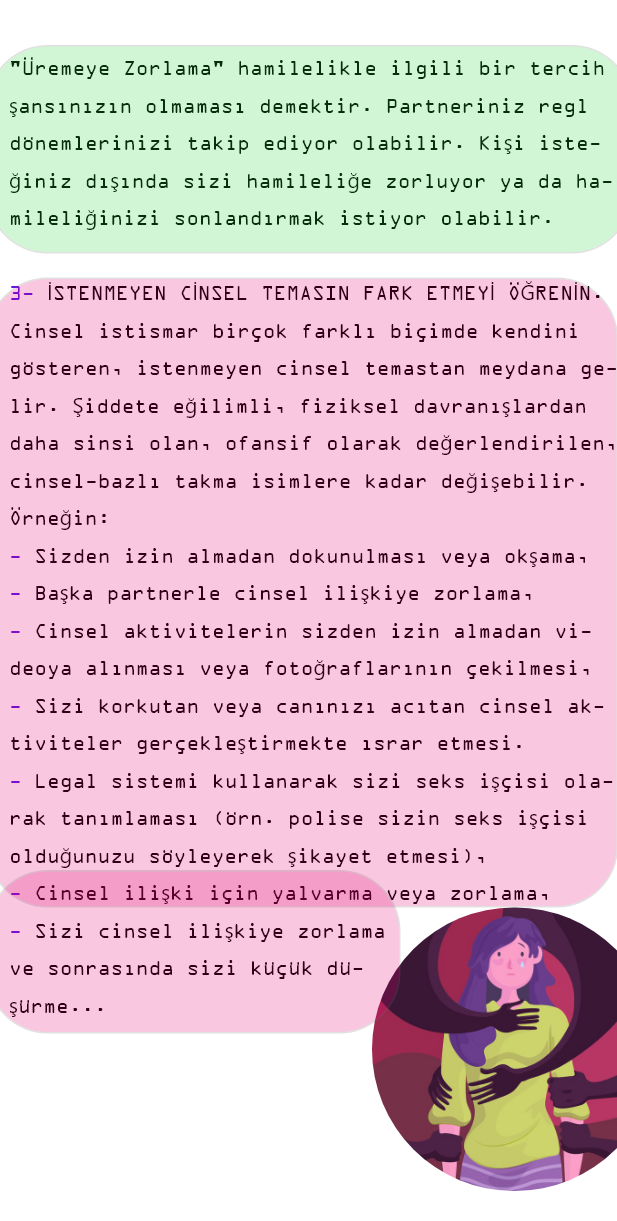 "Üremeye Zorlama" hamilelikle ilgili bir tercih
şansınızın olmaması demektir. Partneriniz regl
dönemlerinizi takip ediyor olabilir. Kişi iste-
ğiniz dışında sizi hamileliğe zorluyor ya da ha-
mileliğinizi sonlandırmak istiyor olabilir.
3- İSTENMEYEN CİNSEL TEMASIN FARK ETMEYİ ÖĞRENİN.
Cinsel istismar birçok farklı biçimde kendini
gösteren, istenmeyen cinsel temastan meydana ge-
lir. Şiddete eğilimli, fiziksel davranışlardan
daha sinsi olan, ofansif olarak değerlendirilen,
cinsel-bazlı takma isimlere kadar değişebilir.
Örneğin:
- Sizden izin almadan dokunulması veya okşama,
- Başka partnerle cinsel ilişkiye zorlama,
- Cinsel aktivitelerin sizden izin almadan vi-
deoya alınması veya fotoğraflarının çekilmesi,
- Sizi korkutan veya canınızı acıtan cinsel ak-
tiviteler gerçekleştirmekte ısrar etmesi.
- Legal sistemi kullanarak sizi seks işçisi ola-
rak tanımlaması (örn. polise sizin seks işçisi
olduğunuzu söyleyerek şikayet etmesi),
- Cinsel ilişki için yalvarma veya zorlama,
- Sizi cinsel ilişkiye zorlama
ve sonrasında sizi küçük dü-
şürme...